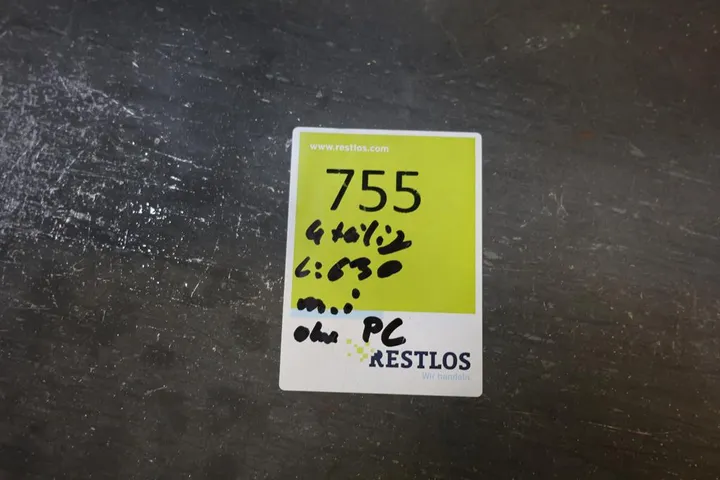 www.restlos.com
755
4 teilig
L: 630
m.i
ohne PC
RESTLOS
Wir handeln.